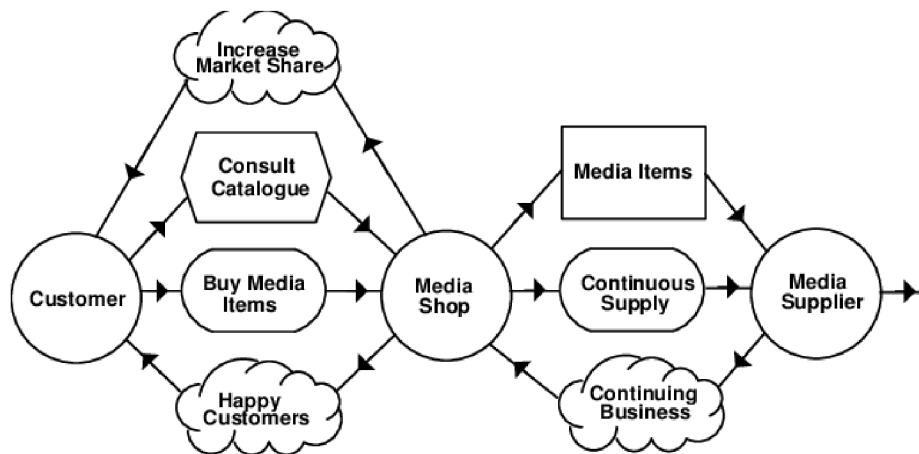 Increase
Market Share
Consult
Catalogue
Media Items
Customer
Buy Media
Items
Media
Shop
Continuous
Supply
Media
Supplier
Happy
Customers
Continuing
Business